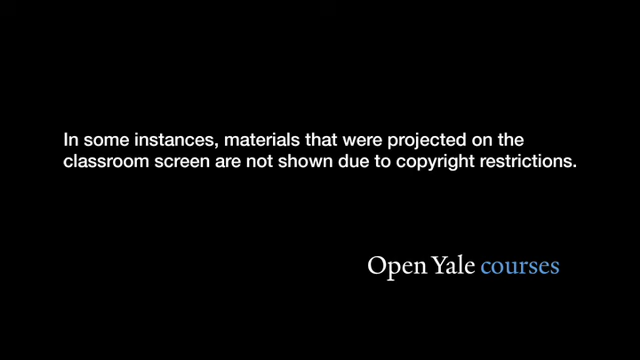 In some instances, materials that were projected on the
classroom screen are not shown due to copyright restrictions.
Open Yale courses